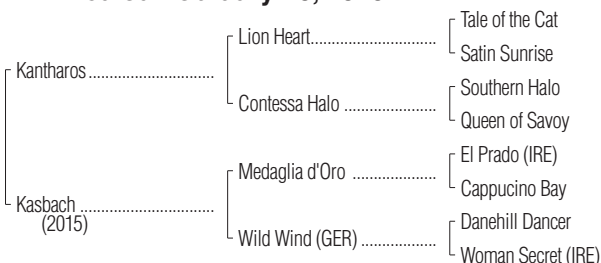 Kantharos
Kasbach
(2015)
Lion Heart
Contessa Halo
Medaglia d'Oro
Wild Wind (GER)
Tale of the Cat
Satin Sunrise
Southern Halo
Queen of Savoy
El Prado (IRE)
Cappucino Bay
Danehill Dancer
Woman Secret (IRE)